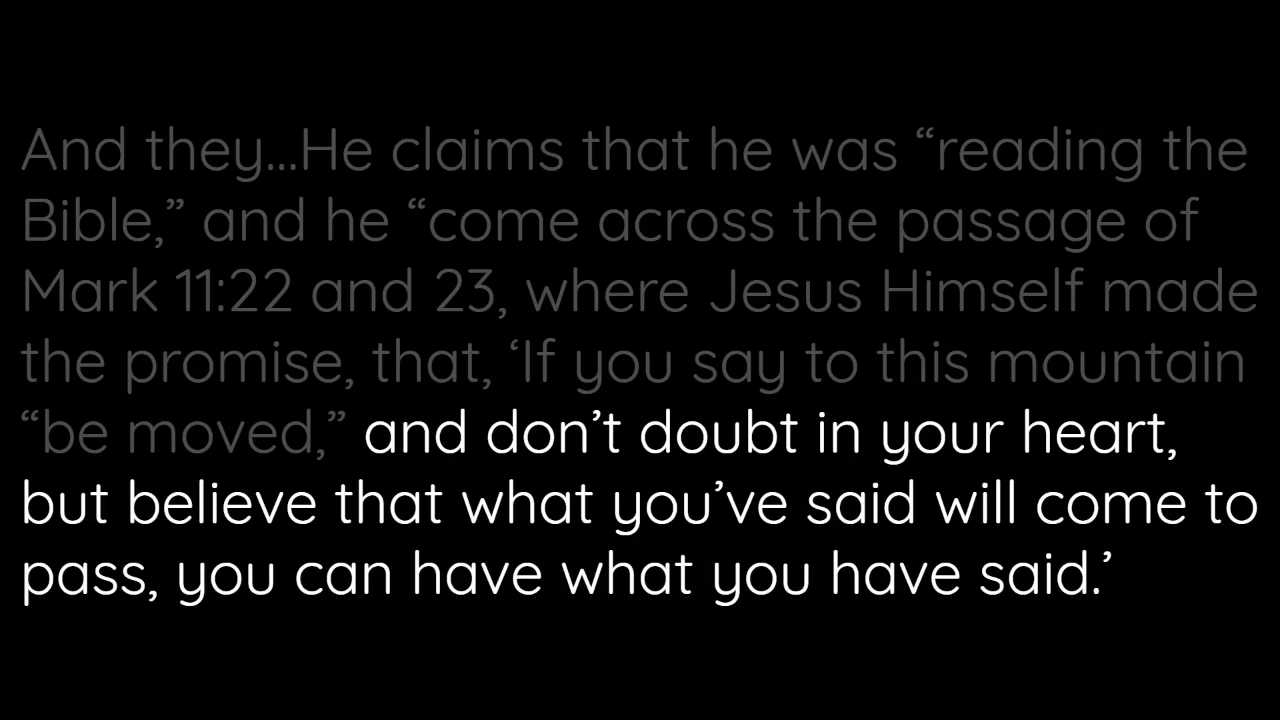 And they...He claims that he was “reading the
Bible,” and he “come across the passage of
Mark 11:22 and 23, where Jesus Himself made
the promise, that, ‘If you say to this mountain
“be moved,” and don’t doubt in your heart,
but believe that what you’ve said will come to
pass, you can have what you have said.’